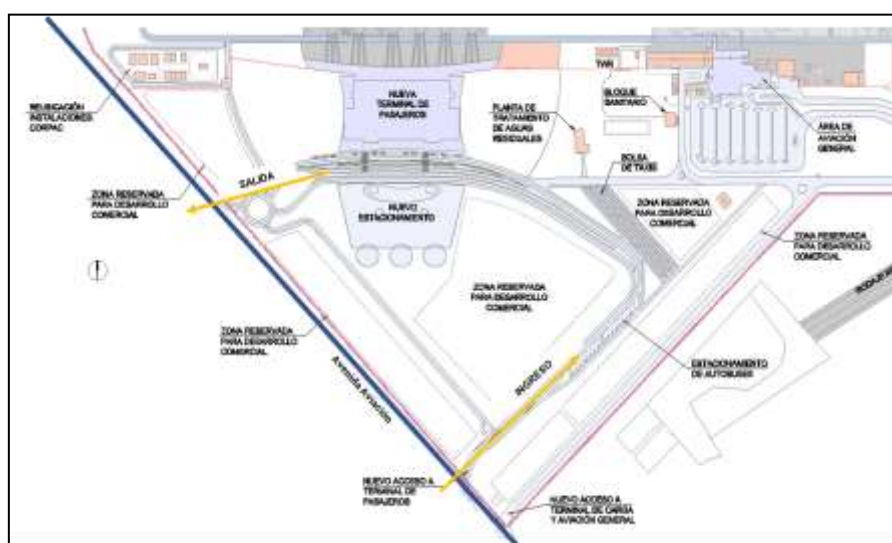 TWR
REUBICACIÓN
INSTALACIONES
CORPAC
NUEVA
TERMINAL DE
PASAJEROS
PLANTA DE
TRATAMIENTO
DE AGUAS
RESIDUALES
BLOQUE
SANITARIO
ÁREA DE
AVIACIÓN
GENERAL
BOLSA
DE TAXIS
SALIDA
ZONA RESERVADA
PARA DESARROLLO
COMERCIAL
NUEVO
ESTACIONAMIENTO
ZONA RESERVADA
PARA DESARROLLO
COMERCIAL
ZONA RESERVADA
PARA DESARROLLO
COMERCIAL
ZONA RESERVADA
PARA DESARROLLO
COMERCIAL
ZONA RESERVADA
PARA DESARROLLO
COMERCIAL
Avenida Aviación
INGRESO
ESTACIONAMIENTO
DE AUTOBUSES
NUEVO ACCESO A
TERMINAL DE
PASAJEROS
NUEVO ACCESO A
TERMINAL DE CARGA
Y AVIACIÓN GENERAL